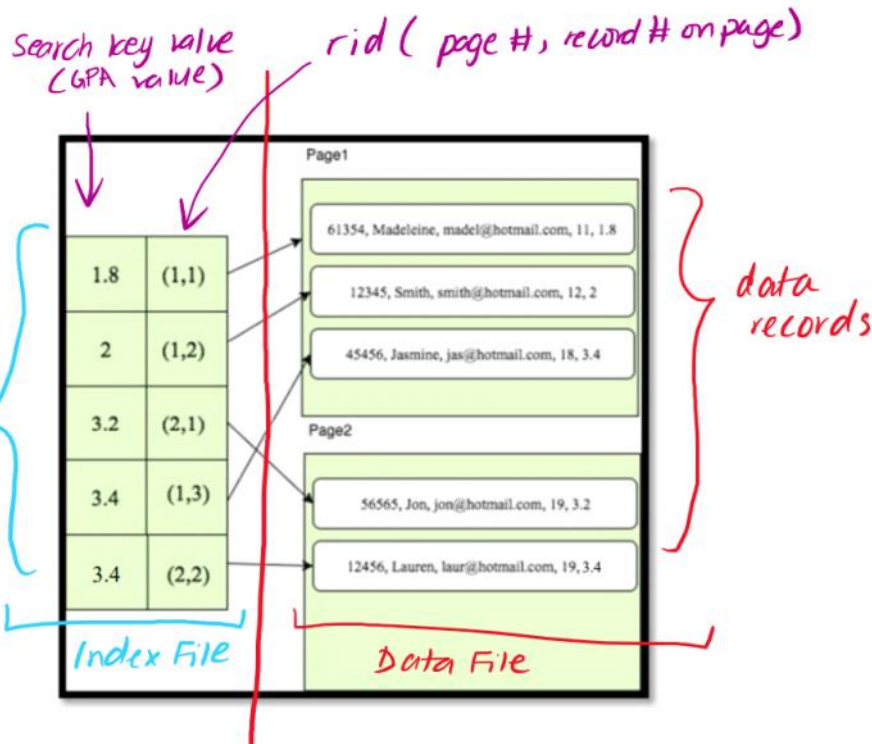 Search key value
(GPA value)
rid ( page #, record # on page)
Page1
61354, Madeleine, madel@hotmail.com, 11, 1.8
12345, Smith, smith@hotmail.com, 12, 2
45456, Jasmine, jas@hotmail.com, 18, 3.4
1.8 (1,1)
2 (1,2)
3.2 (2,1)
3.4 (1,3)
3.4 (2,2)
Page2
56565, Jon, jon@hotmail.com, 19, 3.2
12456, Lauren, laur@hotmail.com, 19,3.4
data
records
Index File
Data File